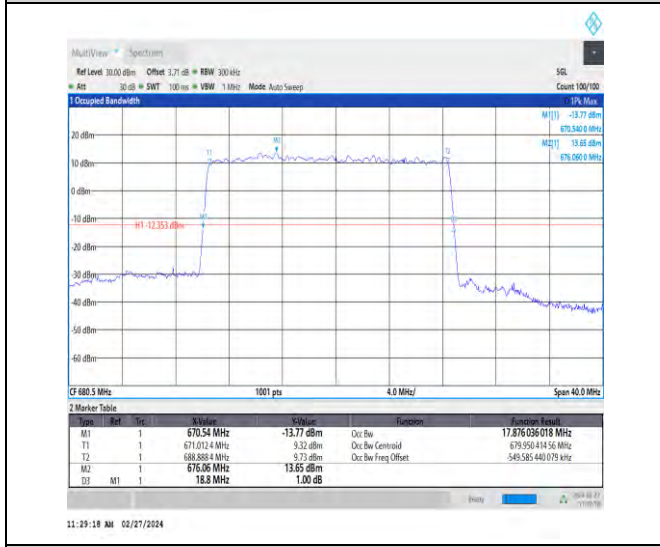 MultiView Spectrum
Ref Level 30.00 dBm Offset 3.71 dB RBW 300 kHz SGL
Att 30 dB SWT 100 ms VBW 1 MHz Mode Auto Sweep Count 100/100
1 Occupied Bandwidth 1Pk Max
M1[1] -13.77 dBm
670.540 0 MHz
M2[1] 13.65 dBm
676.060 0 MHz
20 dBm
T1 M2 T2
10 dBm
0 dBm
-10 dBm
M1
H1 -12.353 dBm
-20 dBm
-30 dBm
-40 dBm
-50 dBm
-60 dBm
CF 680.5 MHz 1001 pts 4.0 MHz/ Span 40.0 MHz
2 Marker Table
Type Ref Trc X-Value Y-Value Function Function Result
M1 1 670.54 MHz -13.77 dBm Occ Bw 17.876 036 018 MHz
T1 1 671.012 4 MHz 9.32 dBm Occ Bw Centroid 679.950 414 56 MHz
T2 1 688.888 4 MHz 9.73 dBm Occ Bw Freq Offset -549.585 440 079 kHz
M2 1 676.06 MHz 13.65 dBm
D3 M1 1 18.8 MHz 1.00 dB
11:29:18 AM 02/27/2024